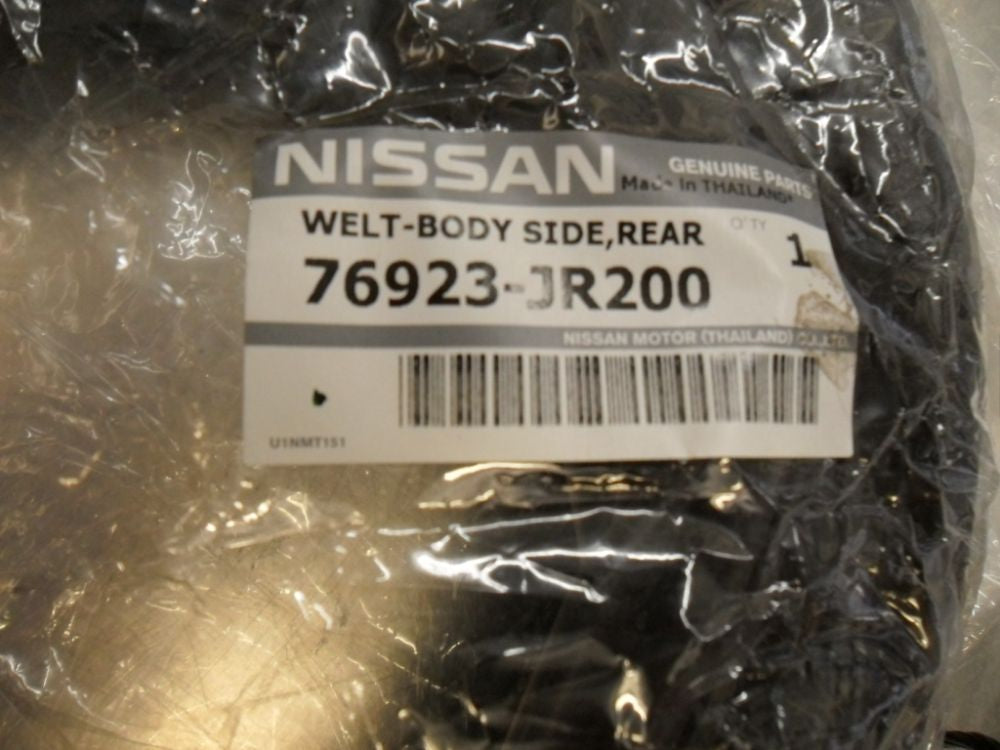 NISSAN GENUINE PARTS
Made In THAILAND
WELT-BODY SIDE,REAR Q'TY
76923-JR200 1
NISSAN MOTOR (THAILAND)
U1NMT151